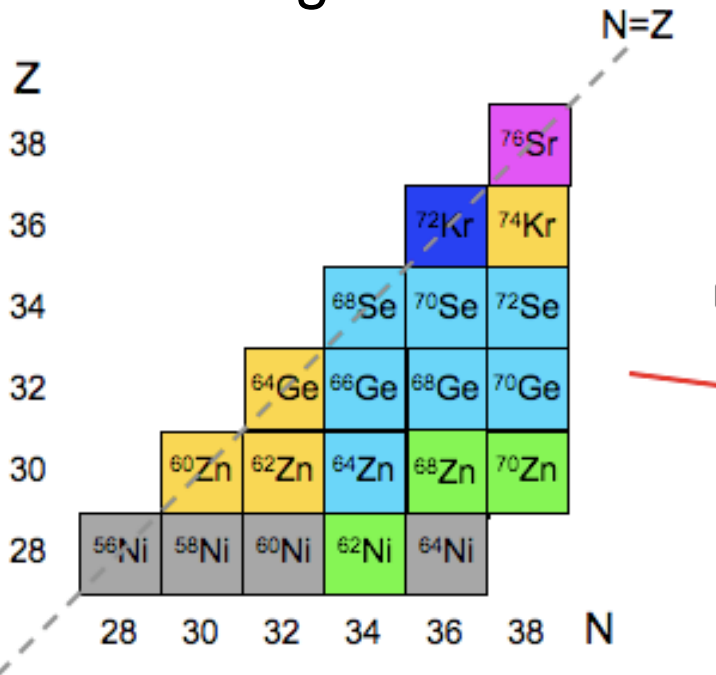 N=Z
Z
38 ⁷⁶Sr
36 ⁷²Kr ⁷⁴Kr
34 ⁶⁸Se ⁷⁰Se ⁷²Se
32 ⁶⁴Ge ⁶⁶Ge ⁶⁸Ge ⁷⁰Ge
30 ⁶⁰Zn ⁶²Zn ⁶⁴Zn ⁶⁸Zn ⁷⁰Zn
28 ⁵⁶Ni ⁵⁸Ni ⁶⁰Ni ⁶²Ni ⁶⁴Ni
28 30 32 34 36 38 N